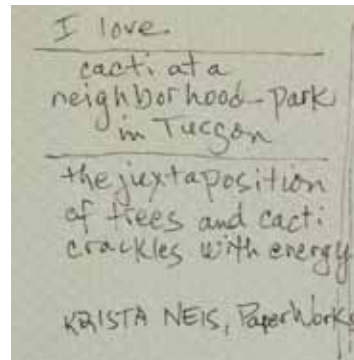 I love
cacti at a
neighborhood park
in Tucson
the juxtaposition
of trees and cacti
crackles with energy
KRISTA NEIS, PaperWorks